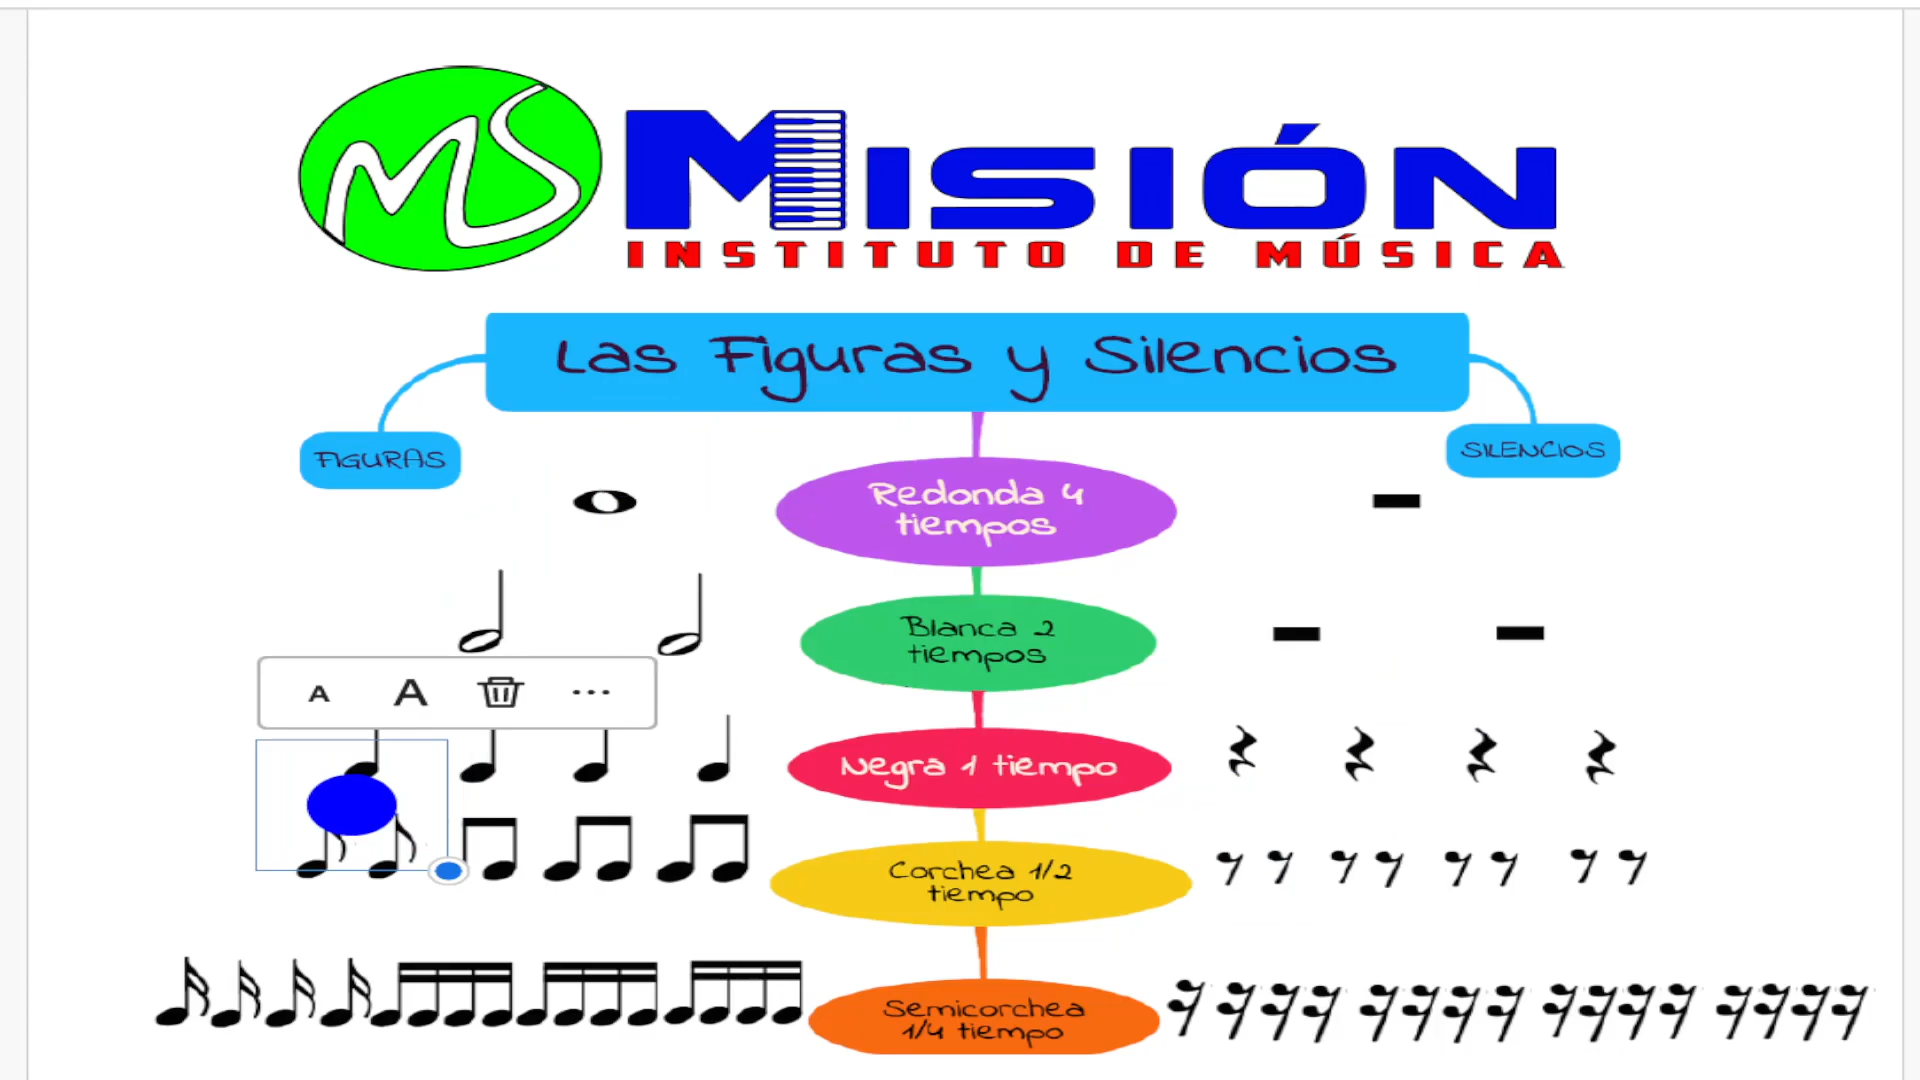 MS
MISIÓN
INSTITUTO DE MÚSICA
Las Figuras y Silencios
FIGURAS
SILENCIOS
Redonda 4
tiempos
Blanca 2
tiempos
A A ...
Negra 1 tiempo
Corchea 1/2
tiempo
Semicorchea
1/4 tiempo